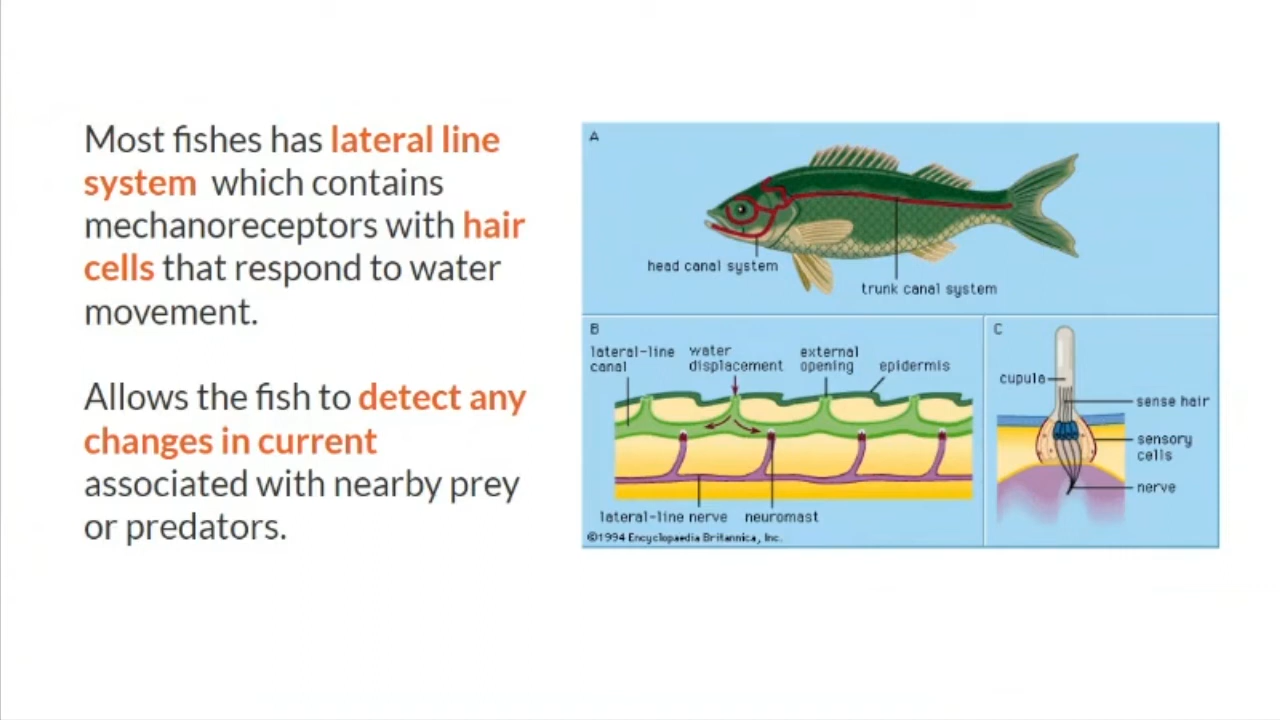 Most fishes has lateral line
system which contains
mechanoreceptors with hair
cells that respond to water
movement.
Allows the fish to detect any
changes in current
associated with nearby prey
or predators.
A
head canal system
trunk canal system
B
lateral-line
canal
water
displacement
external
opening
epidermis
lateral-line nerve
neuromast
©1994 Encyclopaedia Britannica, Inc.
C
cupula
sense hair
sensory
cells
nerve